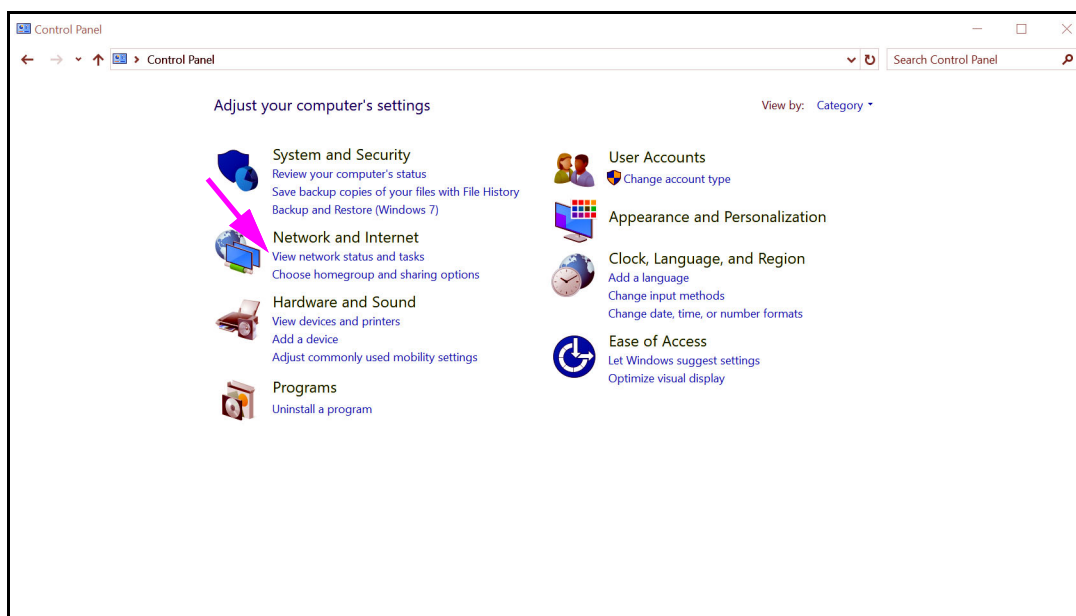 Control Panel
Control Panel
Search Control Panel
Adjust your computer's settings
View by: Category
System and Security
Review your computer's status
Save backup copies of your files with File History
Backup and Restore (Windows 7)
Network and Internet
View network status and tasks
Choose homegroup and sharing options
Hardware and Sound
View devices and printers
Add a device
Adjust commonly used mobility settings
Programs
Uninstall a program
User Accounts
Change account type
Appearance and Personalization
Clock, Language, and Region
Add a language
Change input methods
Change date, time, or number formats
Ease of Access
Let Windows suggest settings
Optimize visual display